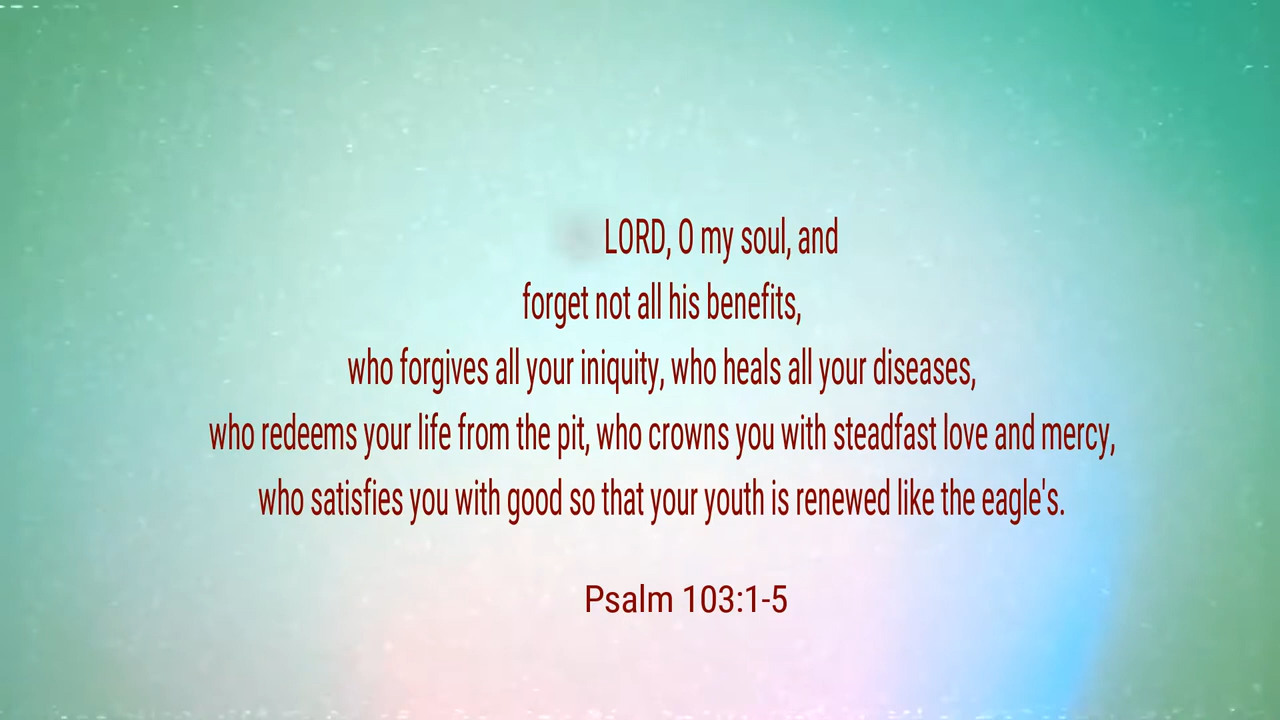 LORD, O my soul, and
forget not all his benefits,
who forgives all your iniquity, who heals all your diseases,
who redeems your life from the pit, who crowns you with steadfast love and mercy,
who satisfies you with good so that your youth is renewed like the eagle's.
Psalm 103:1-5